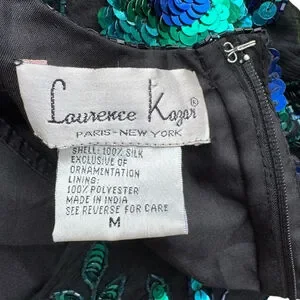 Laurence Kazar®
PARIS-NEW YORK
SHELL: 100% SILK
EXCLUSIVE OF
ORNAMENTATION
LINING:
100% POLYESTER
MADE IN INDIA
SEE REVERSE FOR CARE
M